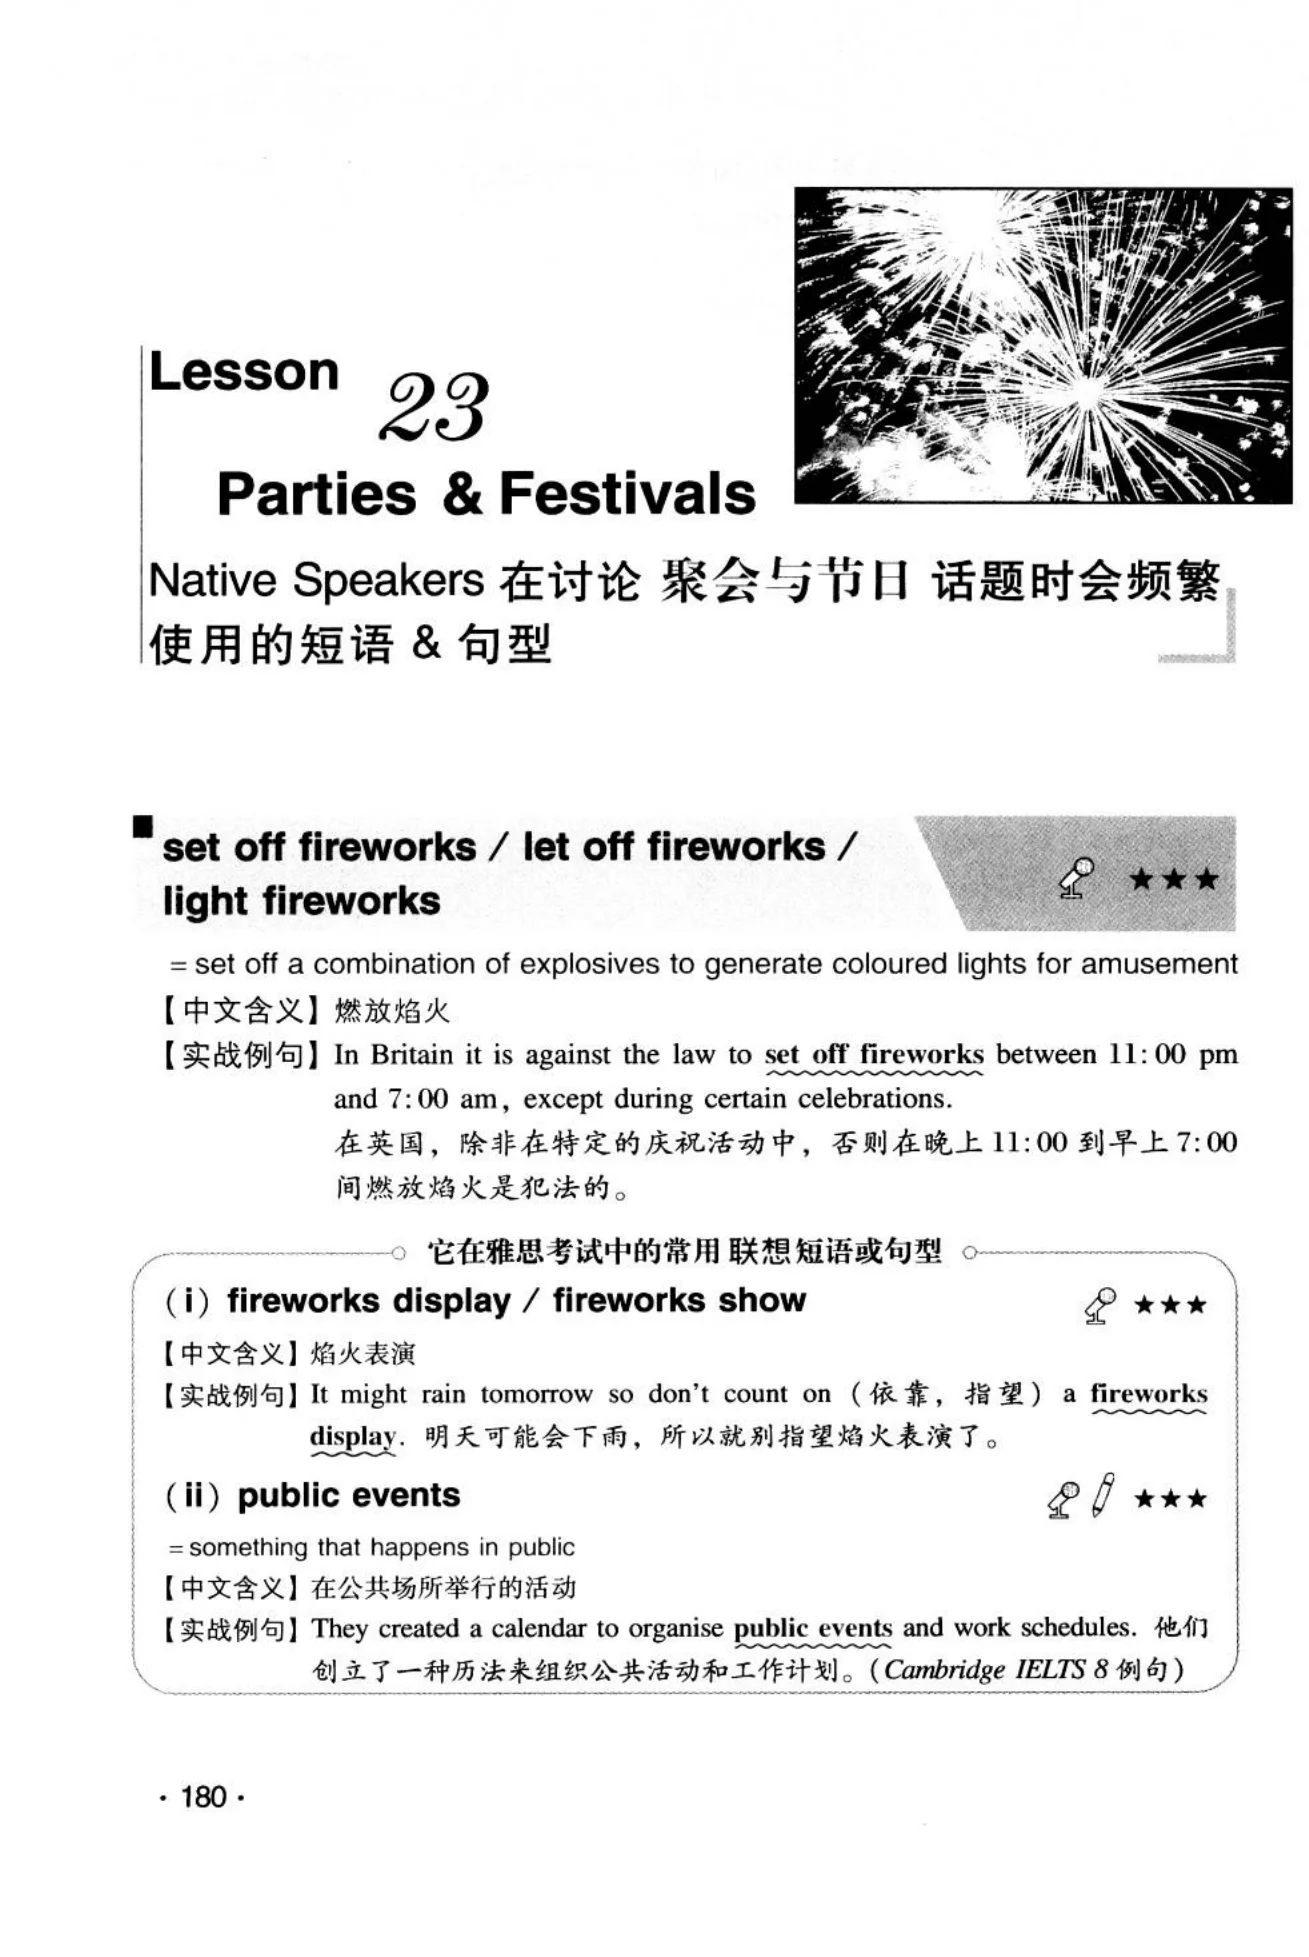 Lesson 23
Parties & Festivals
Native Speakers 在讨论 聚会与节日 话题时会频繁
使用的短语 & 句型
set off fireworks / let off fireworks /
light fireworks
★★★
= set off a combination of explosives to generate coloured lights for amusement
【中文含义】燃放焰火
【实战例句】In Britain it is against the law to set off fireworks between 11:00 pm
and 7:00 am, except during certain celebrations.
在英国，除非在特定的庆祝活动中，否则在晚上 11:00 到早上 7:00
间燃放焰火是犯法的。
它在雅思考试中的常用 联想短语或句型
(i) fireworks display / fireworks show ★★★
【中文含义】焰火表演
【实战例句】It might rain tomorrow so don't count on（依靠，指望）a fireworks
display. 明天可能会下雨，所以就别指望焰火表演了。
(ii) public events ★★★
= something that happens in public
【中文含义】在公共场所举行的活动
【实战例句】They created a calendar to organise public events and work schedules. 他们
创立了一种历法来组织公共活动和工作计划。（Cambridge IELTS 8 例句）
· 180 ·